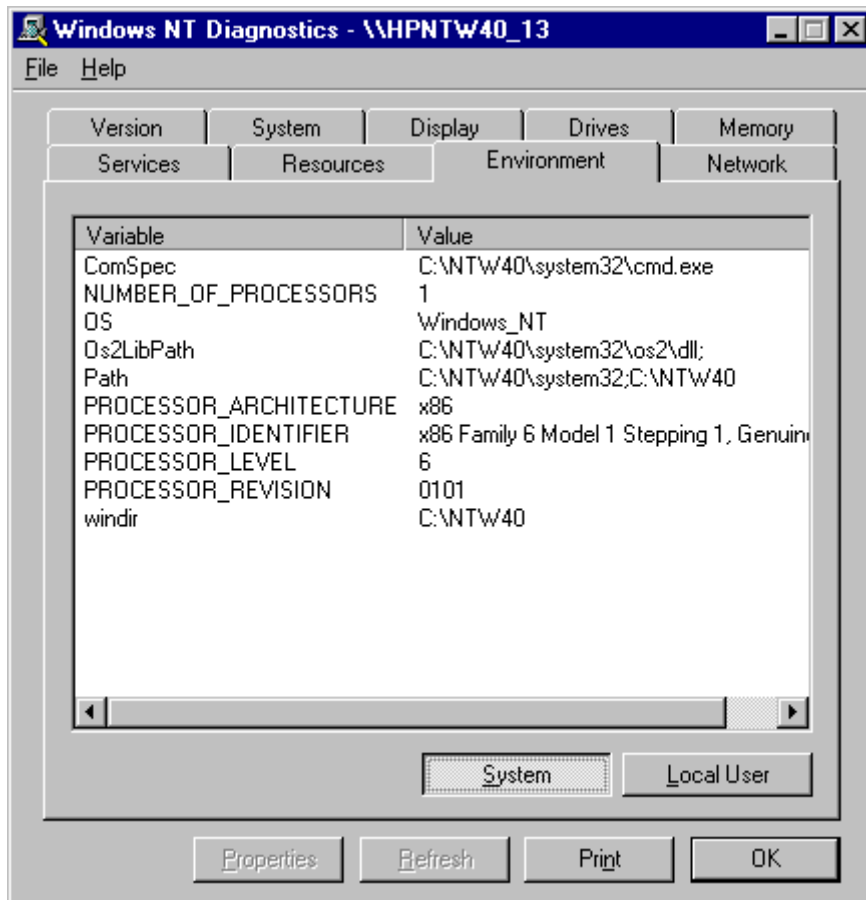 Windows NT Diagnostics - \\HPNTW40_13
File Help
Version System Display Drives Memory
Services Resources Environment Network
Variable Value
ComSpec C:\NTW40\system32\cmd.exe
NUMBER_OF_PROCESSORS 1
OS Windows_NT
Os2LibPath C:\NTW40\system32\os2\dll;
Path C:\NTW40\system32;C:\NTW40
PROCESSOR_ARCHITECTURE x86
PROCESSOR_IDENTIFIER x86 Family 6 Model 1 Stepping 1, Genuin
PROCESSOR_LEVEL 6
PROCESSOR_REVISION 0101
windir C:\NTW40
System Local User
Properties Refresh Print OK